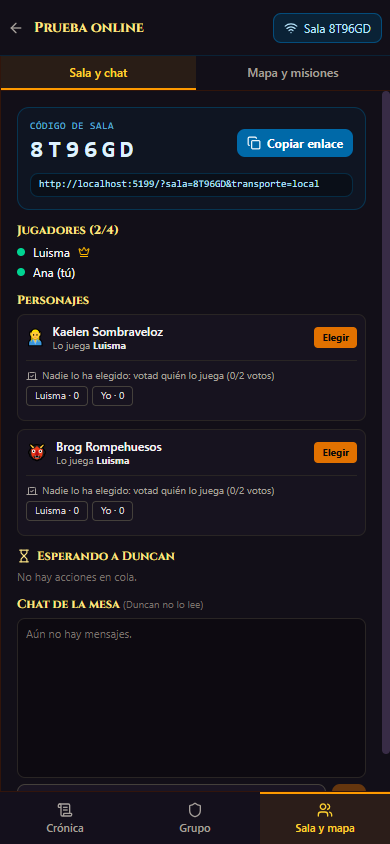 Prueba online
Sala 8T96GD
Sala y chat
Mapa y misiones
CÓDIGO DE SALA
8T96GD
Copiar enlace
http://localhost:5199/?sala=8T96GD&transporte=local
Jugadores (2/4)
Luisma
Ana (tú)
Personajes
Kaelen Sombraveloz
Lo juega Luisma
Elegir
Nadie lo ha elegido: votad quién lo juega (0/2 votos)
Luisma · 0
Yo · 0
Brog Rompehuesos
Lo juega Luisma
Elegir
Nadie lo ha elegido: votad quién lo juega (0/2 votos)
Luisma · 0
Yo · 0
Esperando a Duncan
No hay acciones en cola.
Chat de la mesa (Duncan no lo lee)
Aún no hay mensajes.
Crónica
Grupo
Sala y mapa